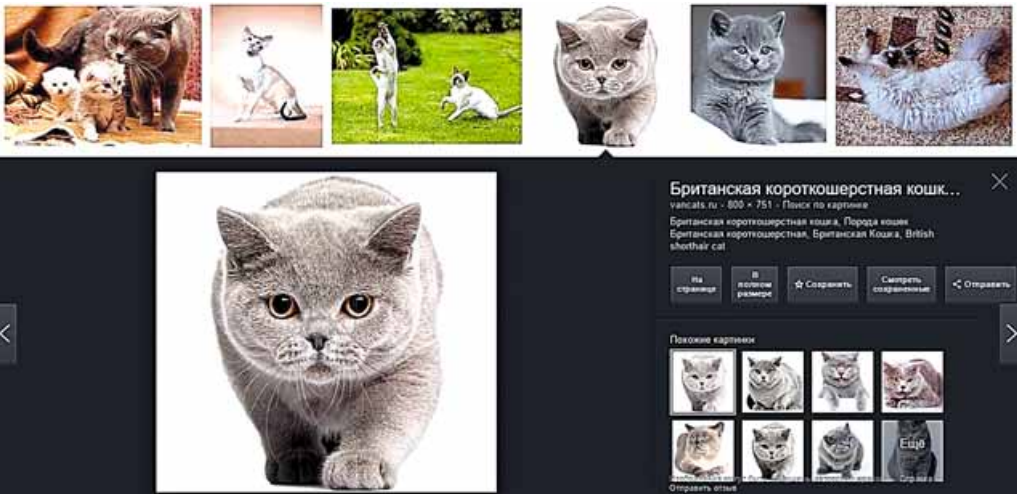 Британская короткошерстная кошк...
vancats.ru - 800 × 751 - Поиск по картинке
Британская короткошерстная кошка, Порода кошек
Британская короткошерстная, Британская Кошка, British
shorthair cat
На
странице
В
полном
размере
Сохранить
Смотреть
сохраненные
Отправить
Похожие картинки
Ещё
Отправить отзыв